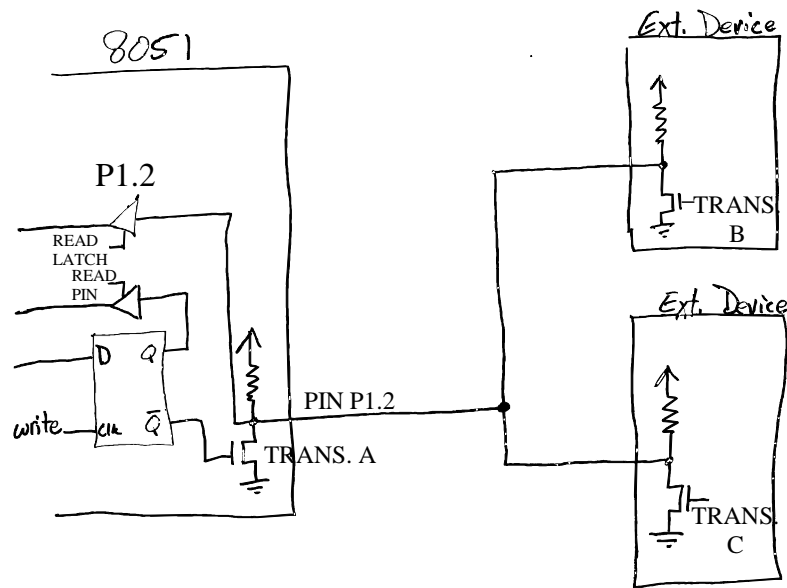 8051
Ext. Device
P1.2
READ
LATCH
READ
PIN
D Q
write Clk Q̅
PIN P1.2
TRANS. A
TRANS.
B
Ext. Device
TRANS.
C